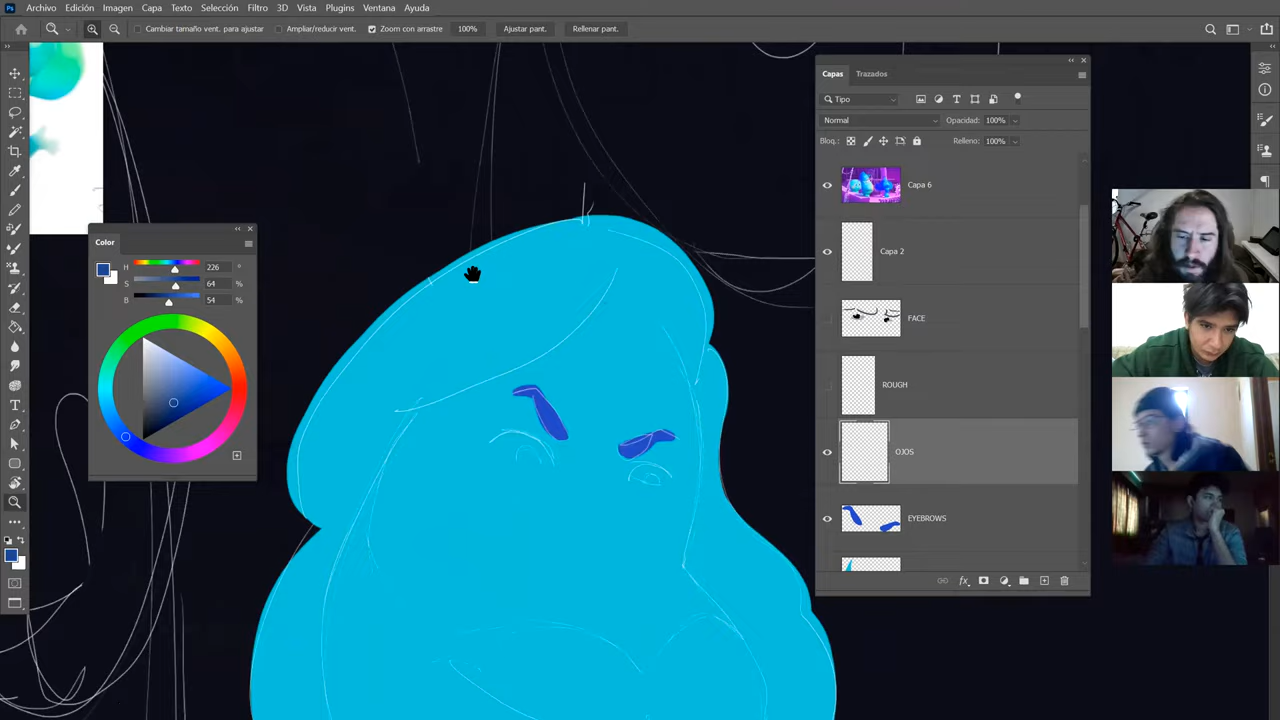 Ps Archivo Edición Imagen Capa Texto Selección Filtro 3D Vista Plugins Ventana Ayuda
Cambiar tamaño vent. para ajustar Ampliar/reducir vent. Zoom con arrastre 100% Ajustar pant. Rellenar pant.
Capas Trazados
Tipo
Normal Opacidad: 100%
Bloq.: Relleno: 100%
Capa 6
Capa 2
FACE
ROUGH
OJOS
EYEBROWS
fx
Color
H 226 °
S 64 %
B 54 %